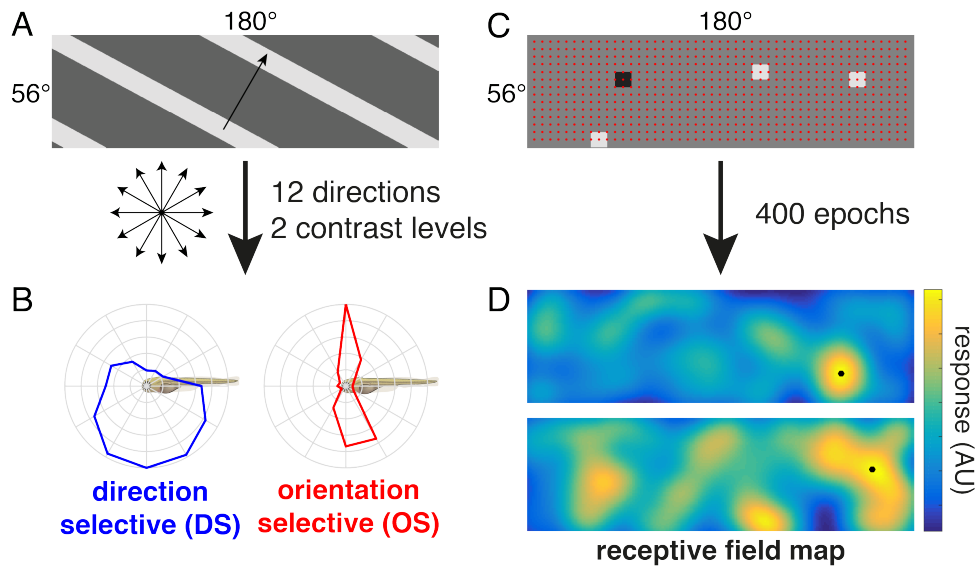 A
180°
56°
12 directions
2 contrast levels
B
direction
selective (DS)
orientation
selective (OS)
C
180°
56°
400 epochs
D
response (AU)
receptive field map